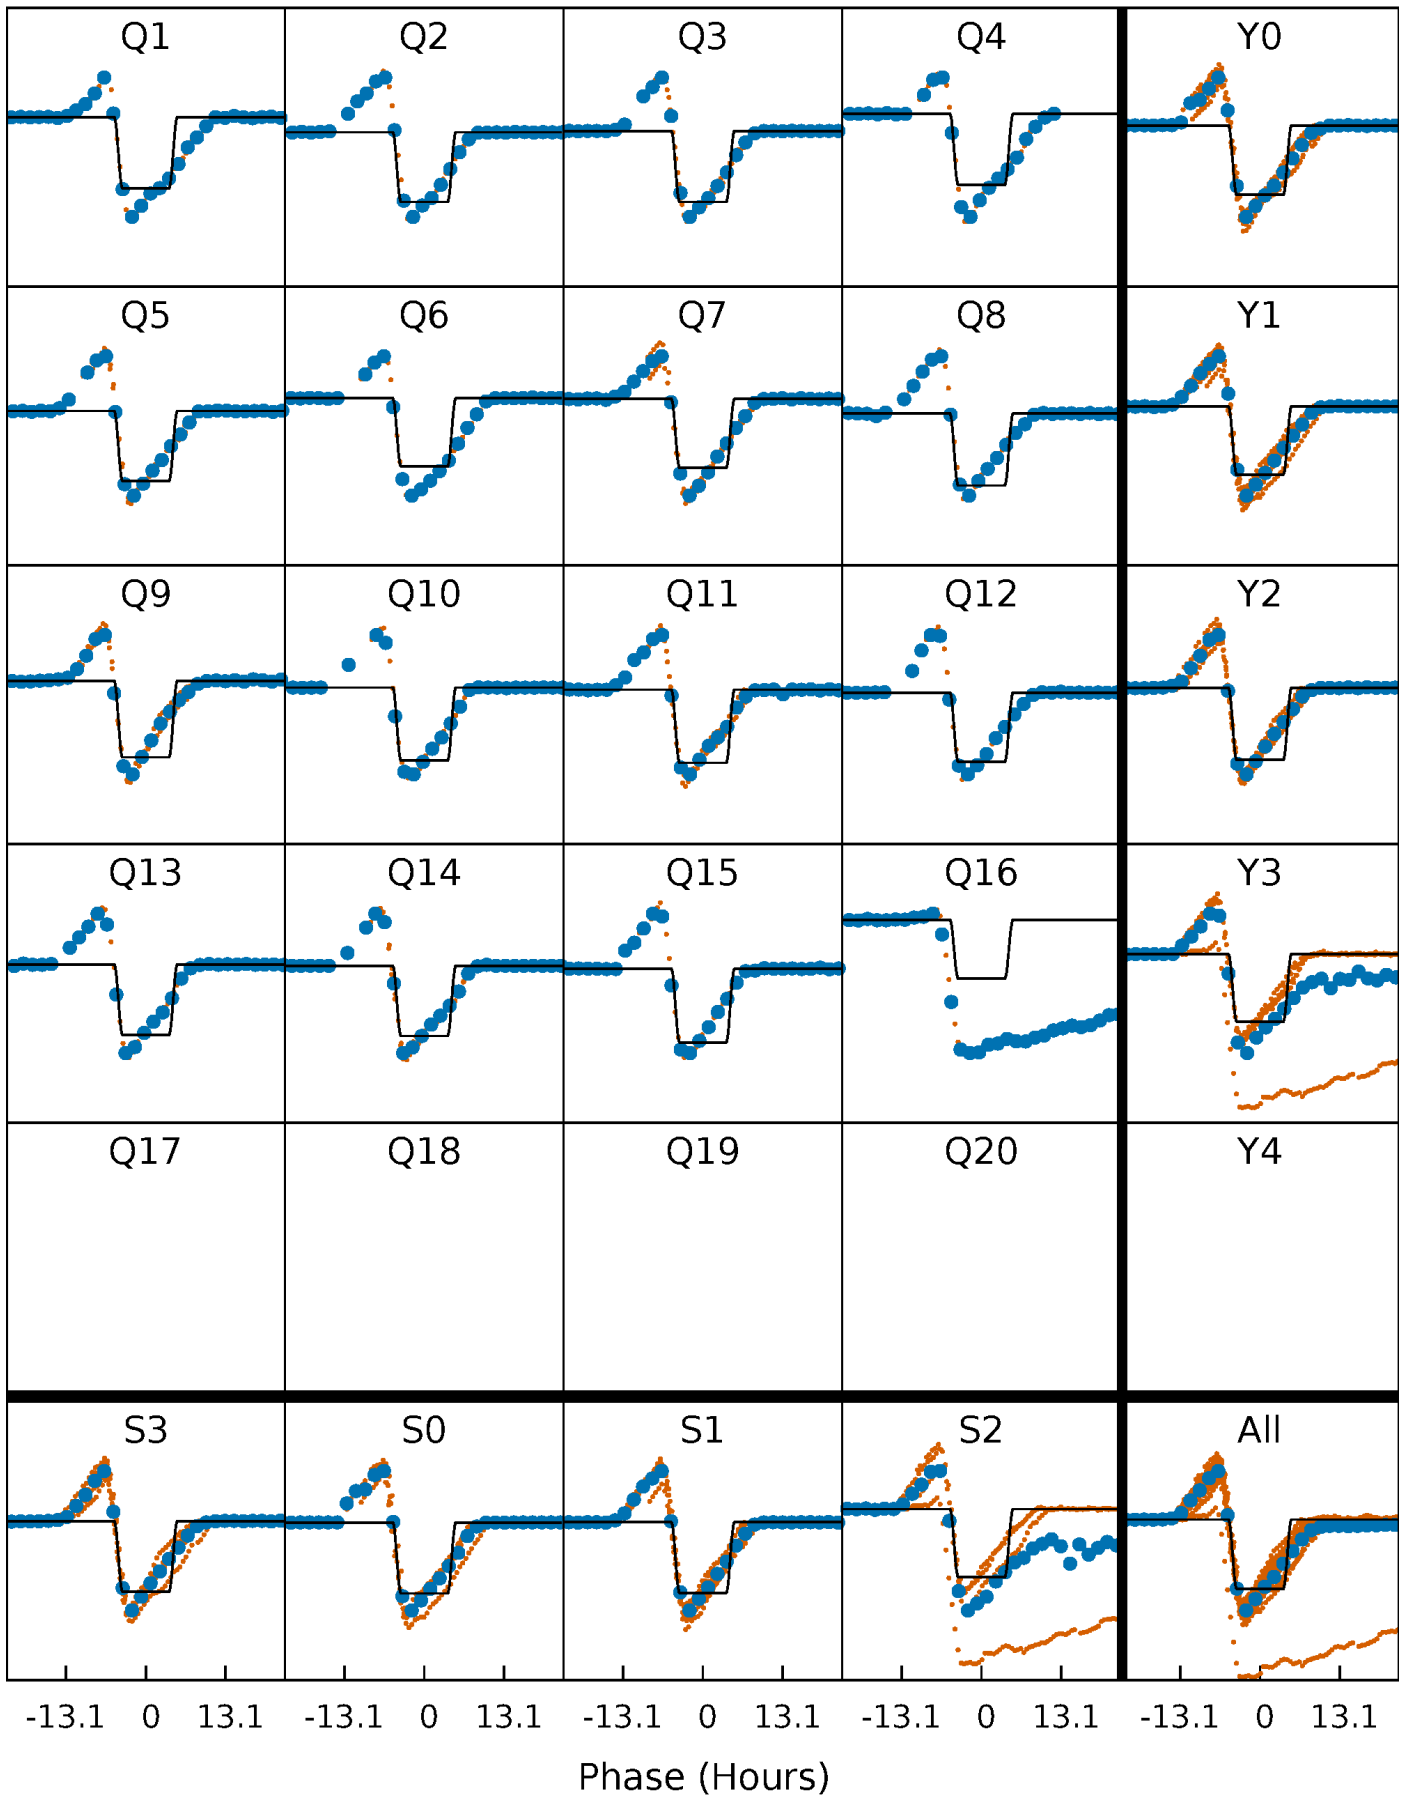 Q1 Q2 Q3 Q4 Y0
Q5 Q6 Q7 Q8 Y1
Q9 Q10 Q11 Q12 Y2
Q13 Q14 Q15 Q16 Y3
Q17 Q18 Q19 Q20 Y4
S3 S0 S1 S2 All
-13.1 0 13.1 -13.1 0 13.1 -13.1 0 13.1 -13.1 0 13.1 -13.1 0 13.1
Phase (Hours)